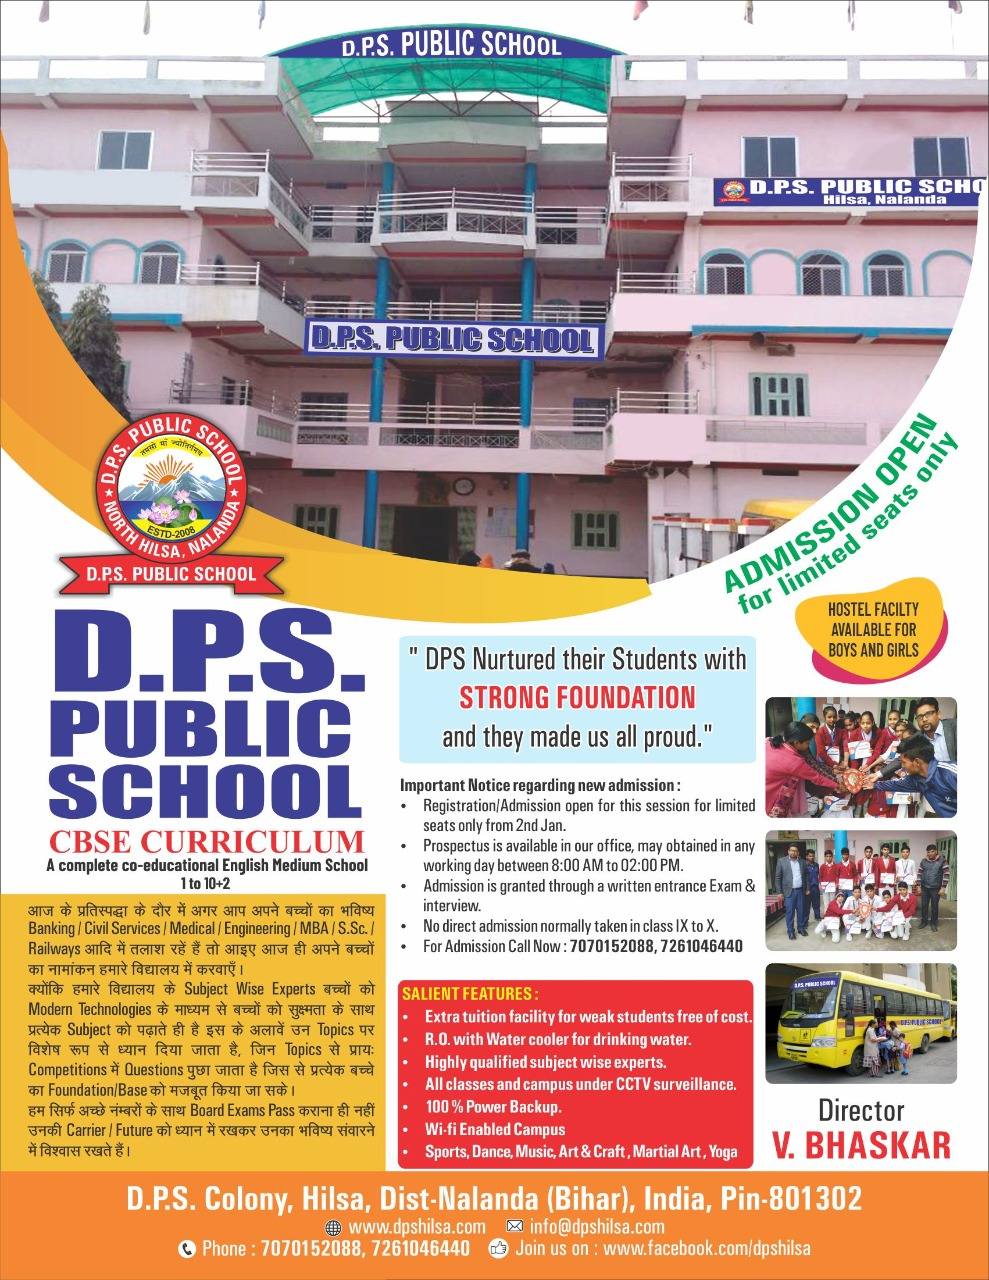 D.P.S. PUBLIC SCHOOL
D.P.S. PUBLIC SCHO
Hilsa, Nalanda
D.P.S. PUBLIC SCHOOL
D.P.S. PUBLIC SCHOOL
तमसो मा ज्योतिर्गमय
ESTD-2008
NORTH HILSA, NALANDA
D.P.S. PUBLIC SCHOOL
ADMISSION OPEN
for limited seats only
HOSTEL FACILTY
AVAILABLE FOR
BOYS AND GIRLS
D.P.S.
PUBLIC
SCHOOL
CBSE CURRICULUM
A complete co-educational English Medium School
1 to 10+2
आज के प्रतिस्पद्धा के दौर में अगर आप अपने बच्चों का भविष्य
Banking / Civil Services / Medical / Engineering / MBA / S.Sc. /
Railways आदि में तलाश रहें हैं तो आइए आज ही अपने बच्चों
का नामांकन हमारे विद्यालय में करवाएँ।
क्योंकि हमारे विद्यालय के Subject Wise Experts बच्चों को
Modern Technologies के माध्यम से बच्चों को सुक्ष्मता के साथ
प्रत्येक Subject को पढ़ाते ही है इस के अलावें उन Topics पर
विशेष रूप से ध्यान दिया जाता है, जिन Topics से प्रायः
Competitions में Questions पुछा जाता है जिस से प्रत्येक बच्चे
का Foundation/Base को मजबूत किया जा सके।
हम सिर्फ अच्छे नंम्बरों के साथ Board Exams Pass कराना ही नहीं
उनकी Carrier / Future को ध्यान में रखकर उनका भविष्य संवारने
में विश्वास रखते हैं।
" DPS Nurtured their Students with
STRONG FOUNDATION
and they made us all proud."
Important Notice regarding new admission :
• Registration/Admission open for this session for limited
seats only from 2nd Jan.
• Prospectus is available in our office, may obtained in any
working day between 8:00 AM to 02:00 PM.
• Admission is granted through a written entrance Exam &
interview.
• No direct admission normally taken in class IX to X.
• For Admission Call Now : 7070152088, 7261046440
SALIENT FEATURES :
• Extra tuition facility for weak students free of cost.
• R.O. with Water cooler for drinking water.
• Highly qualified subject wise experts.
• All classes and campus under CCTV surveillance.
• 100 % Power Backup.
• Wi-fi Enabled Campus
• Sports, Dance, Music, Art & Craft , Martial Art , Yoga
D.P.S. PUBLIC SCHOOL
D.P.S PUBLIC SCHOOL
Director
V. BHASKAR
D.P.S. Colony, Hilsa, Dist-Nalanda (Bihar), India, Pin-801302
www.dpshilsa.com info@dpshilsa.com
Phone : 7070152088, 7261046440 Join us on : www.facebook.com/dpshilsa